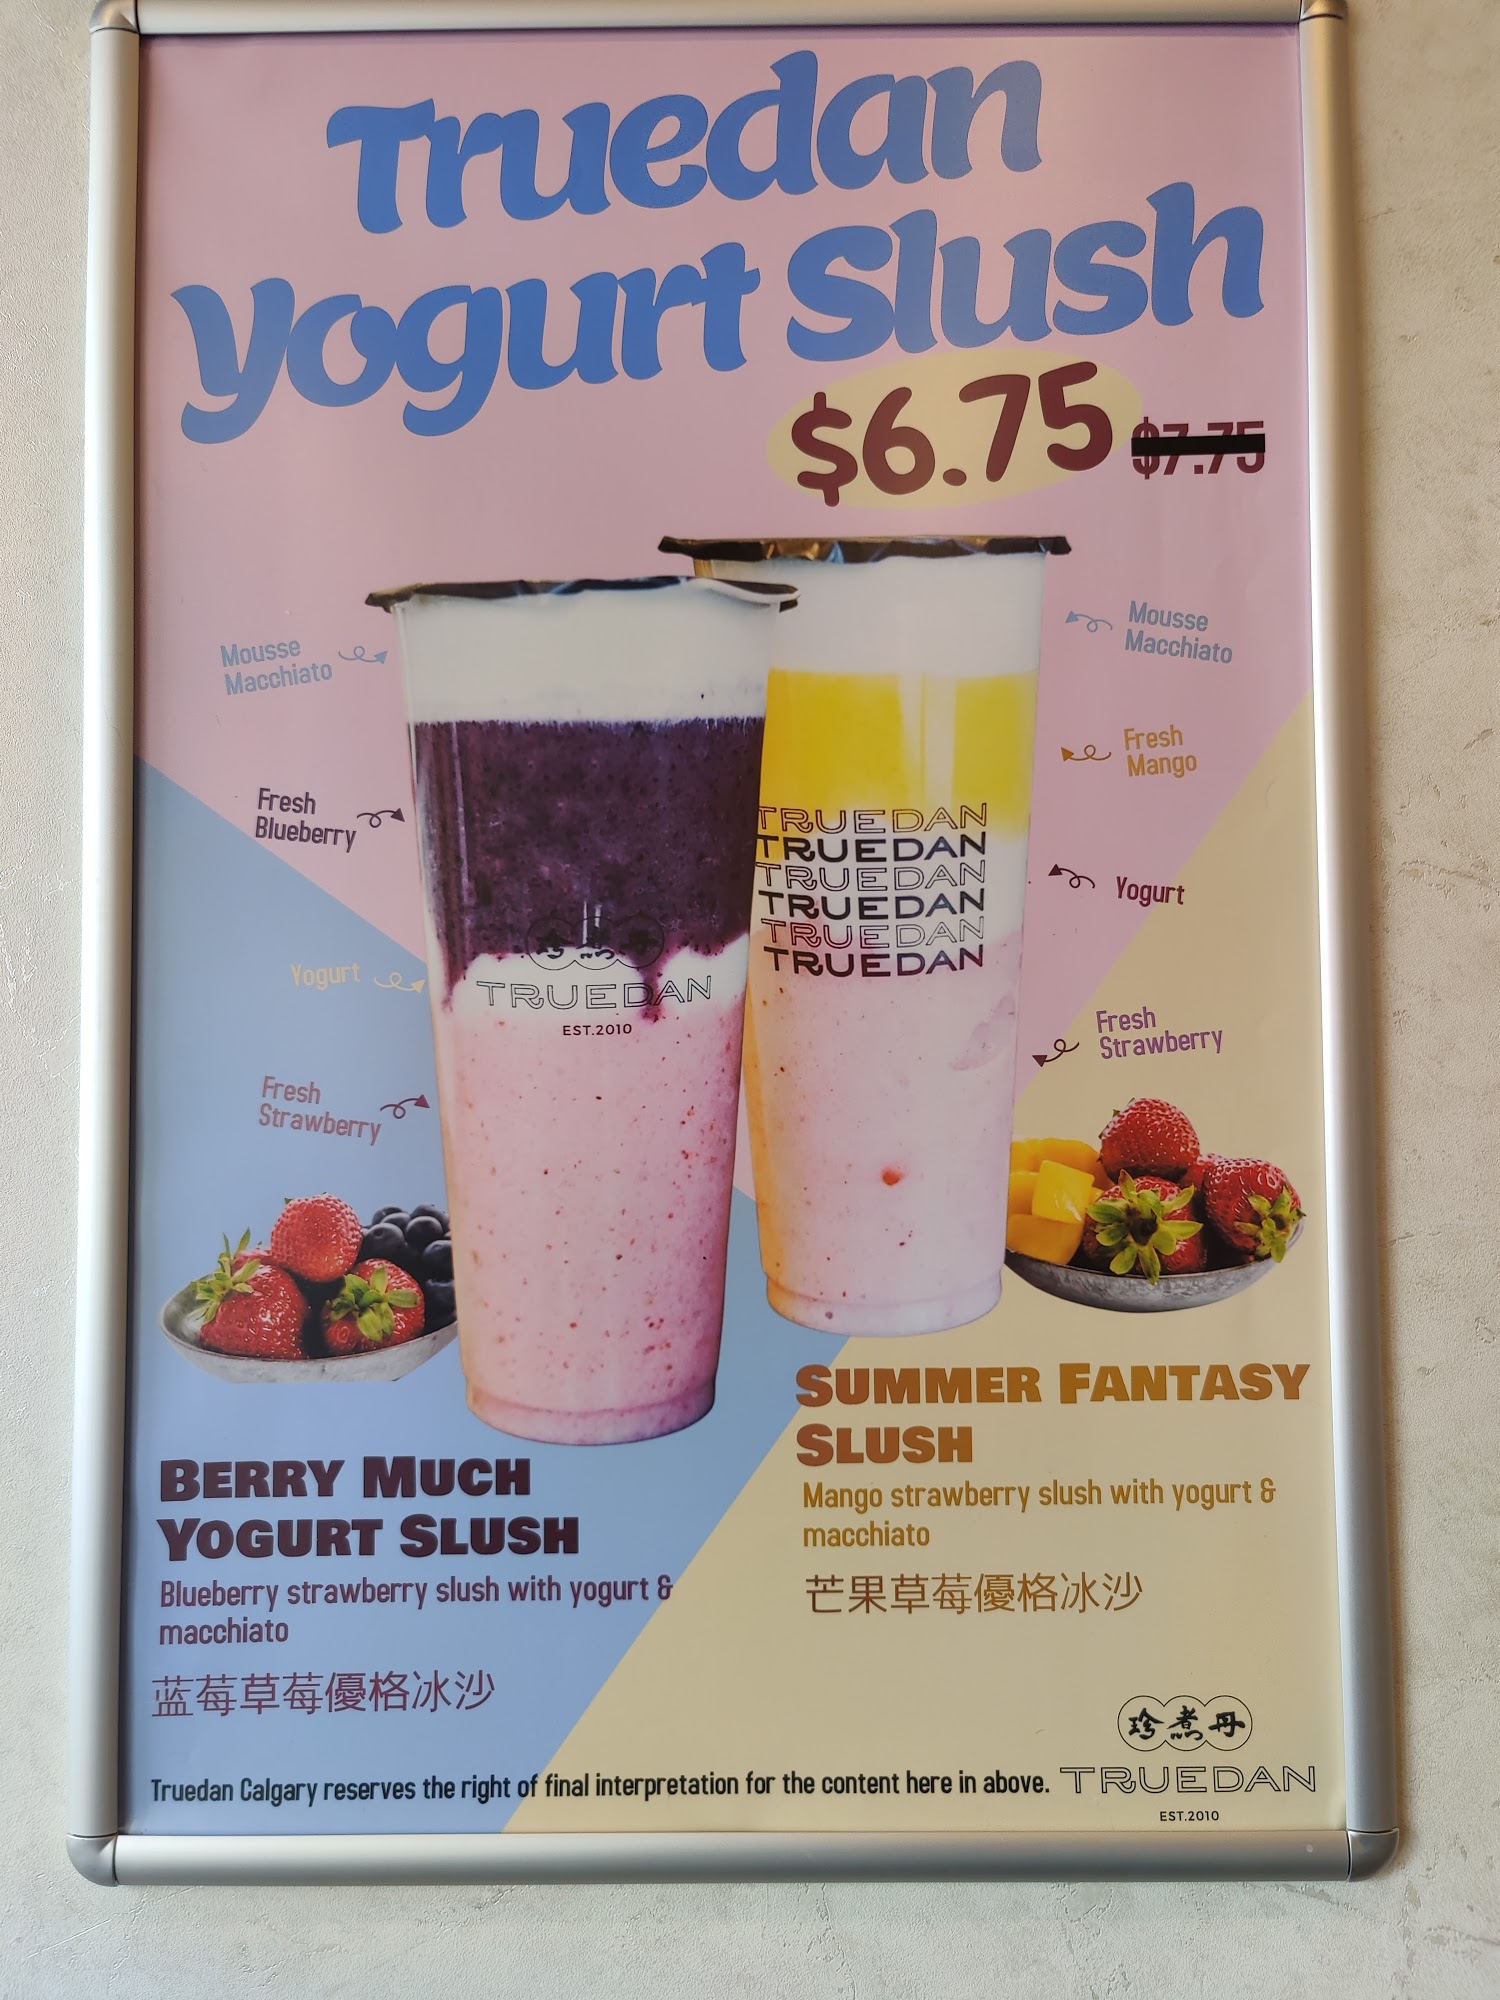 Truedan
Yogurt Slush
$6.75 $7.75
Mousse
Macchiato
Fresh
Blueberry
Yogurt
Fresh
Strawberry
Mousse
Macchiato
Fresh
Mango
Yogurt
Fresh
Strawberry
珍煮丹
TRUEDAN
EST.2010
TRUEDAN
TRUEDAN
TRUEDAN
TRUEDAN
TRUEDAN
TRUEDAN
BERRY MUCH
YOGURT SLUSH
Blueberry strawberry slush with yogurt &
macchiato
蓝莓草莓優格冰沙
SUMMER FANTASY
SLUSH
Mango strawberry slush with yogurt &
macchiato
芒果草莓優格冰沙
Truedan Calgary reserves the right of final interpretation for the content here in above.
珍煮丹
TRUEDAN
EST.2010